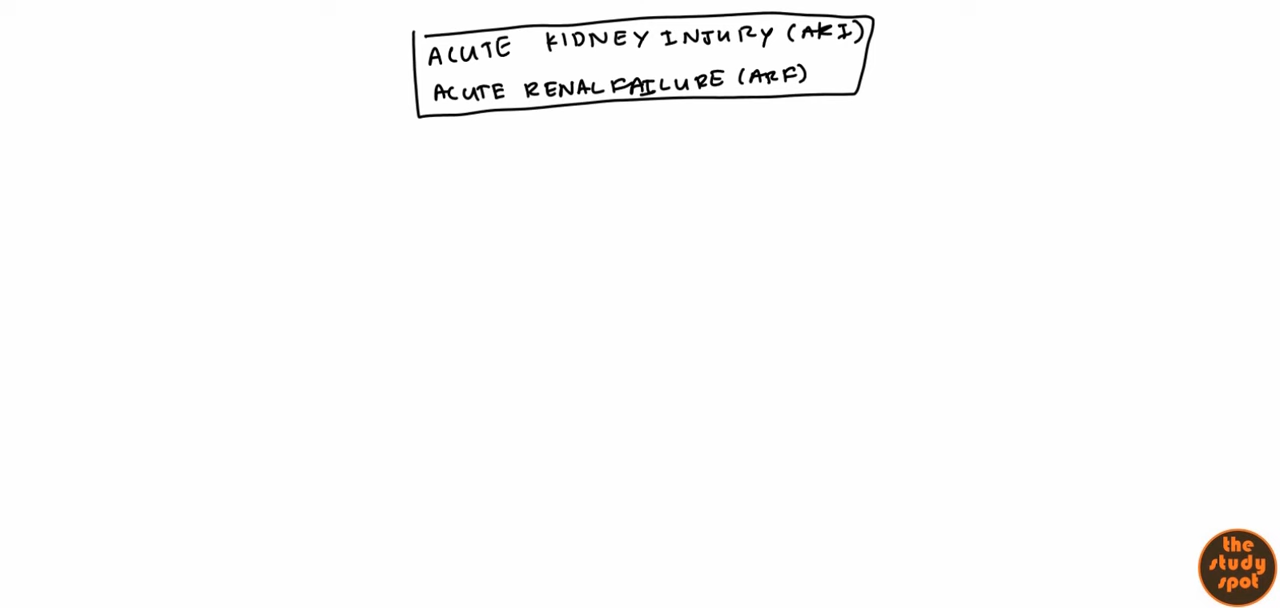 ACUTE KIDNEY INJURY (AKI)
ACUTE RENAL FAILURE (ARF)
the
study
spot